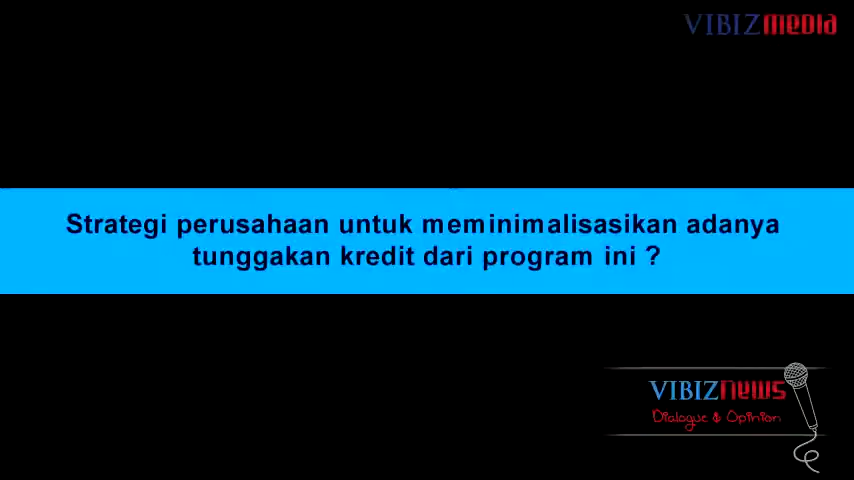 VIBIZMEDIA
Strategi perusahaan untuk meminimalisasikan adanya
tunggakan kredit dari program ini ?
VIBIZNEWS
Dialogue & Opinion